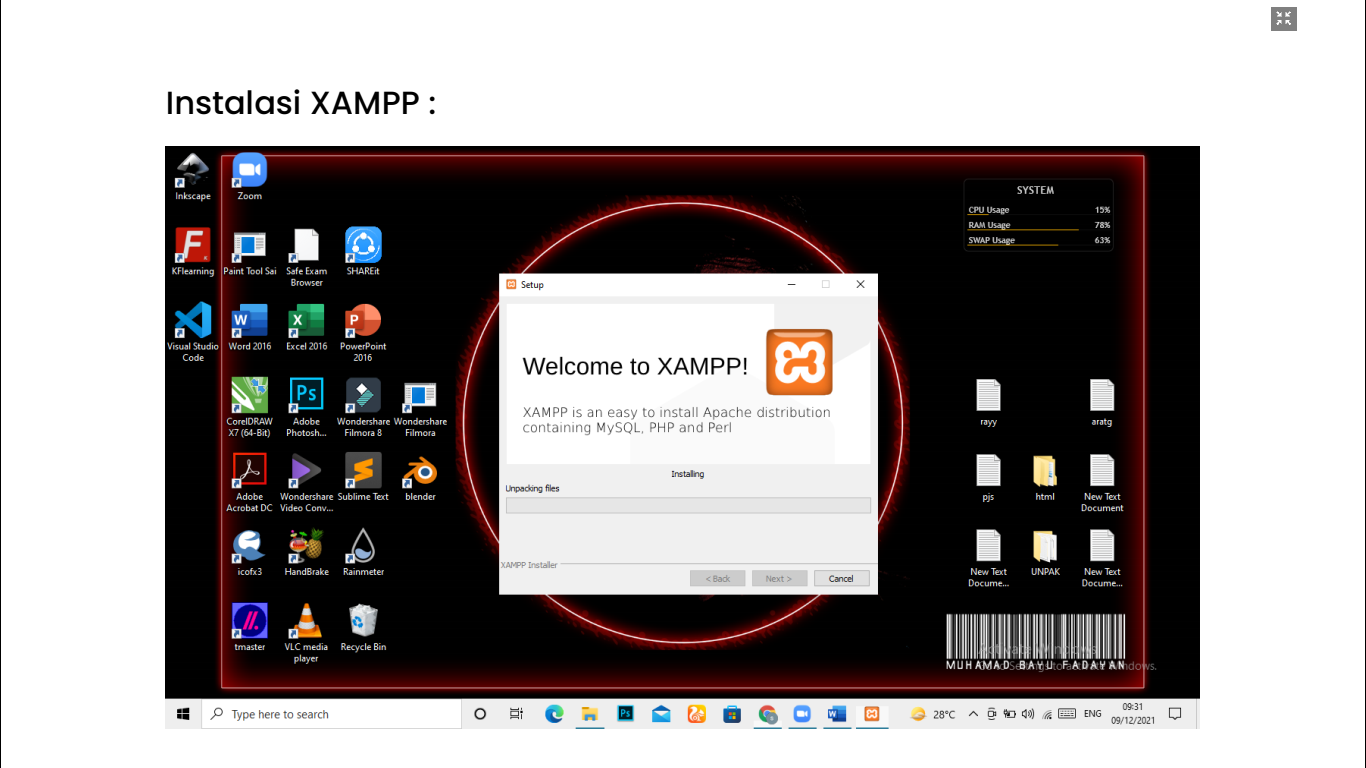 Instalasi XAMPP :
Inkscape
Zoom
SYSTEM
CPU Usage 15%
RAM Usage 78%
SWAP Usage 63%
KFlearning
Paint Tool Sai
Safe Exam
Browser
SHAREit
Setup
Visual Studio
Code
Word 2016
Excel 2016
PowerPoint
2016
Welcome to XAMPP!
XAMPP is an easy to install Apache distribution
containing MySQL, PHP and Perl
CorelDRAW
X7 (64-Bit)
Adobe
Photosh...
Wondershare
Filmora 8
Wondershare
Filmora
rayy
aratg
Installing
Unpacking files
Adobe
Acrobat DC
Wondershare
Video Conv...
Sublime Text
blender
pjs
html
New Text
Document
icofx3
HandBrake
Rainmeter
XAMPP Installer
< Back
Next >
Cancel
New Text
Docume...
UNPAK
New Text
Docume...
tmaster
VLC media
player
Recycle Bin
Activate Windows
MUHAMAD BAYU FADAYAN
Go to Settings to activate Windows.
Type here to search
28°C
ENG
09:31
09/12/2021